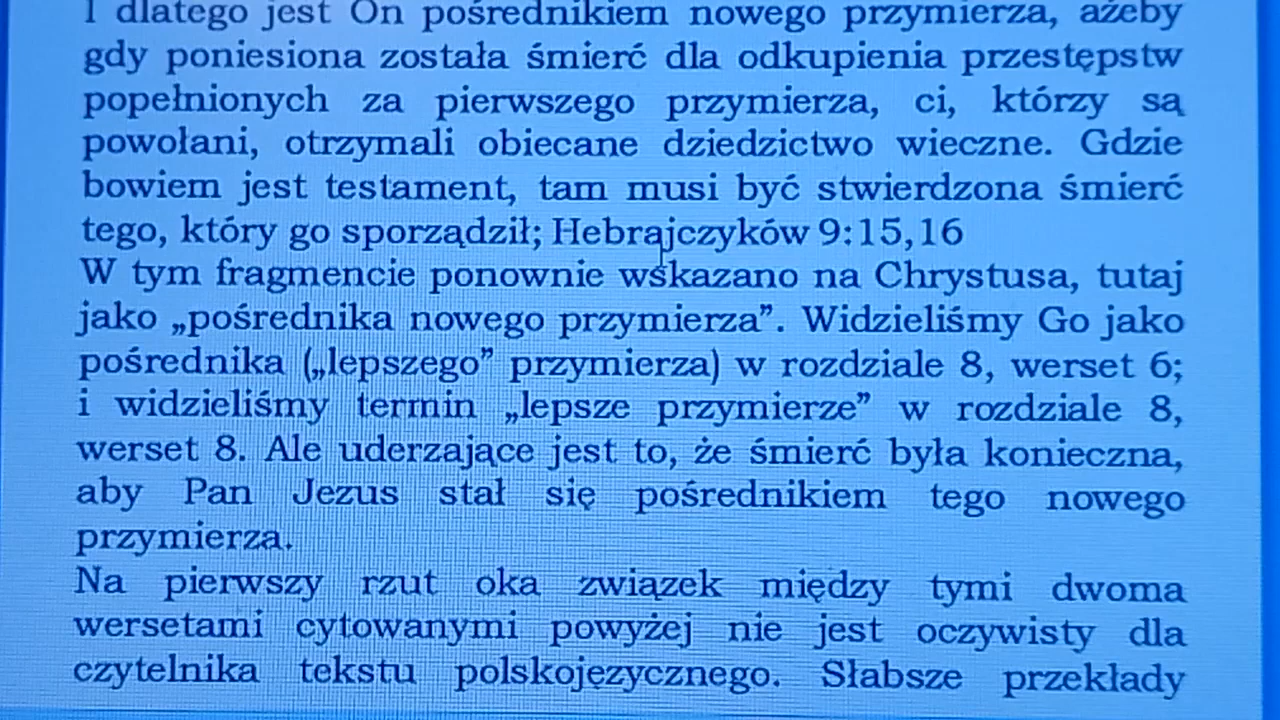 I dlatego jest On pośrednikiem nowego przymierza, ażeby
gdy poniesiona została śmierć dla odkupienia przestępstw
popełnionych za pierwszego przymierza, ci, którzy są
powołani, otrzymali obiecane dziedzictwo wieczne. Gdzie
bowiem jest testament, tam musi być stwierdzona śmierć
tego, który go sporządził; Hebrajczyków 9:15,16
W tym fragmencie ponownie wskazano na Chrystusa, tutaj
jako „pośrednika nowego przymierza”. Widzieliśmy Go jako
pośrednika („lepszego” przymierza) w rozdziale 8, werset 6;
i widzieliśmy termin „lepsze przymierze” w rozdziale 8,
werset 8. Ale uderzające jest to, że śmierć była konieczna,
aby Pan Jezus stał się pośrednikiem tego nowego
przymierza.
Na pierwszy rzut oka związek między tymi dwoma
wersetami cytowanymi powyżej nie jest oczywisty dla
czytelnika tekstu polskojęzycznego. Słabsze przekłady